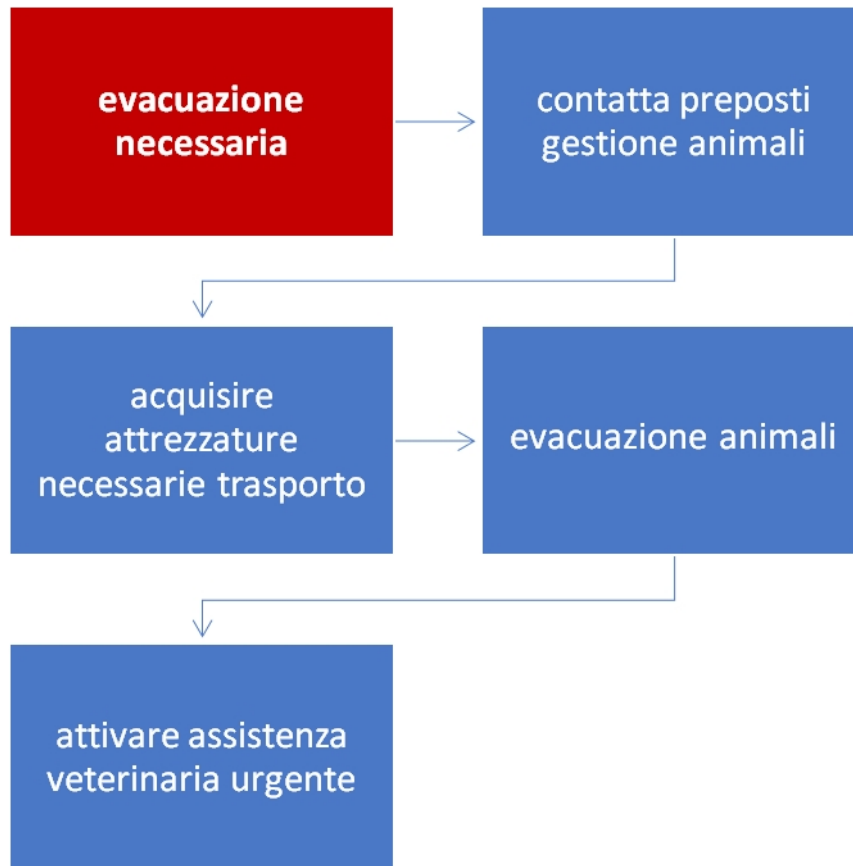 evacuazione
necessaria
contatta preposti
gestione animali
acquisire
attrezzature
necessarie trasporto
evacuazione animali
attivare assistenza
veterinaria urgente